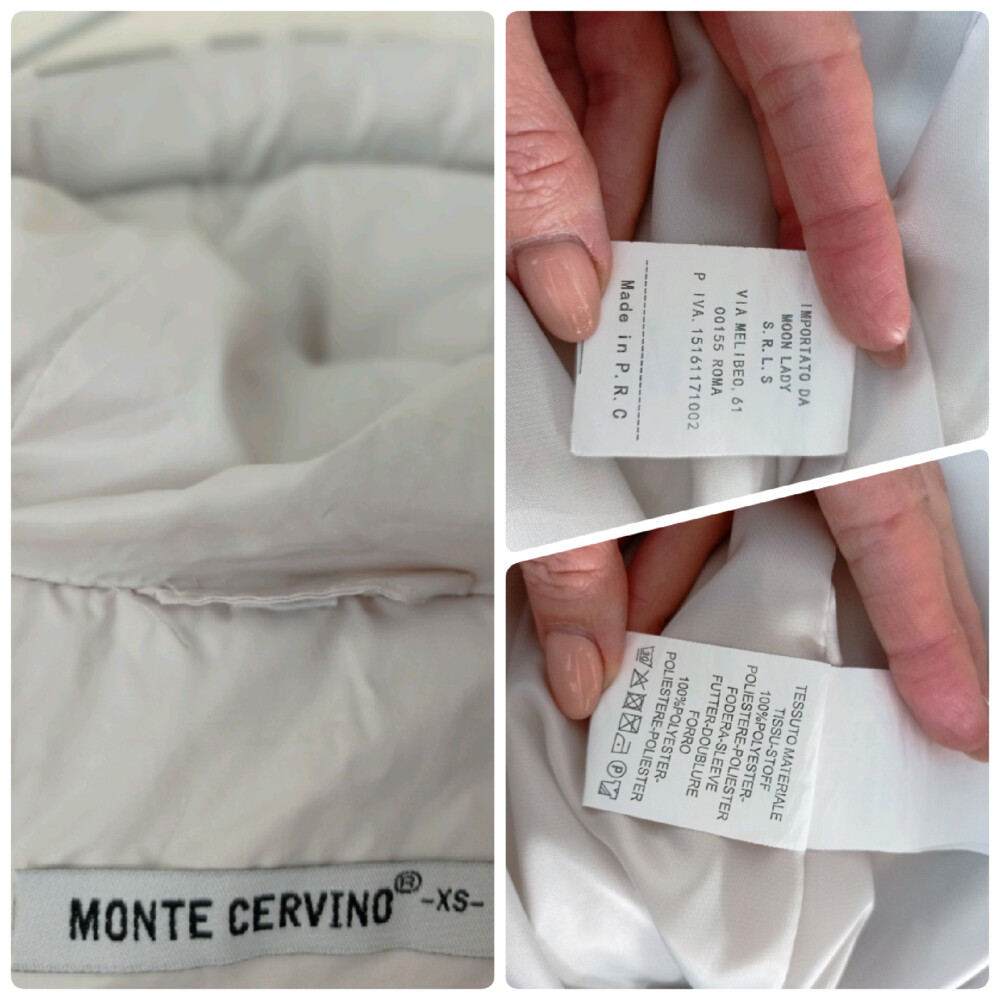 MONTE CERVINO® -XS-
IMPORTATO DA
MOON LADY
S.R.L.S
VIA MELIBEO, 61
00155 ROMA
P IVA. 15161171002
Made in P.R.C
TESSUTO MATERIALE
TISSU-STOFF
100%POLYESTER
POLIESTERE-POLIESTER
FODERA-SLEEVE
FUTTER-DOUBLURE
FORRO
100%POLYESTER-
POLIESTERE-POLIESTER